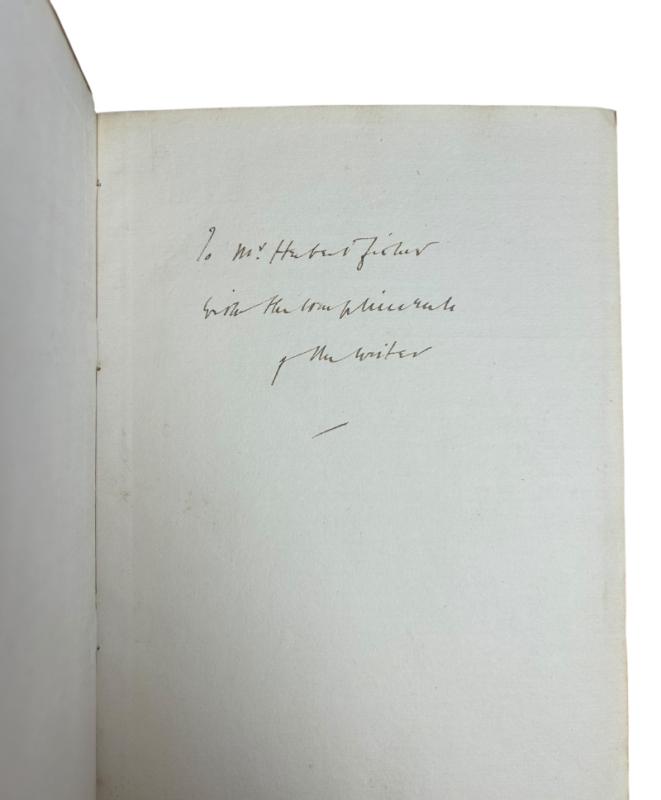 To Mr Herbert Fisher
with the compliments
of the writer